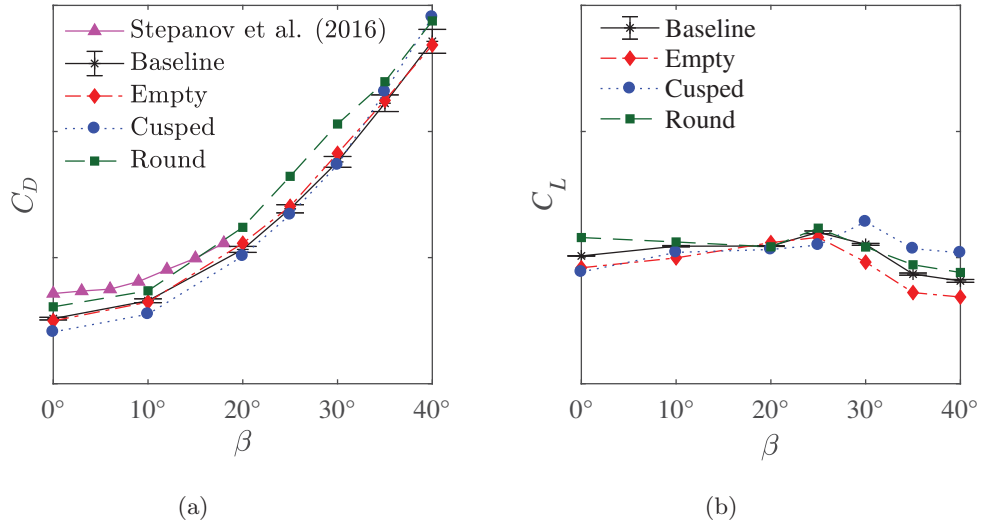 Stepanov et al. (2016)
Baseline
Empty
Cusped
Round
C_D
0° 10° 20° 30° 40°
β
(a)
Baseline
Empty
Cusped
Round
C_L
0° 10° 20° 30° 40°
β
(b)